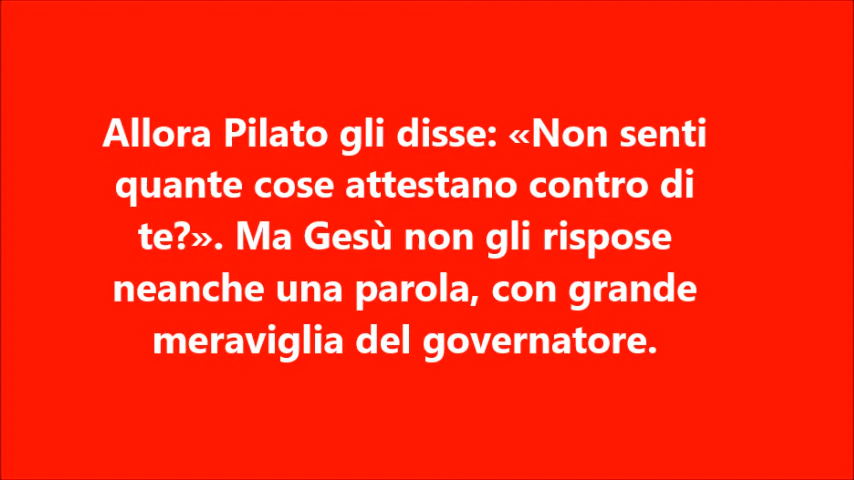 Allora Pilato gli disse: «Non senti
quante cose attestano contro di
te?». Ma Gesù non gli rispose
neanche una parola, con grande
meraviglia del governatore.